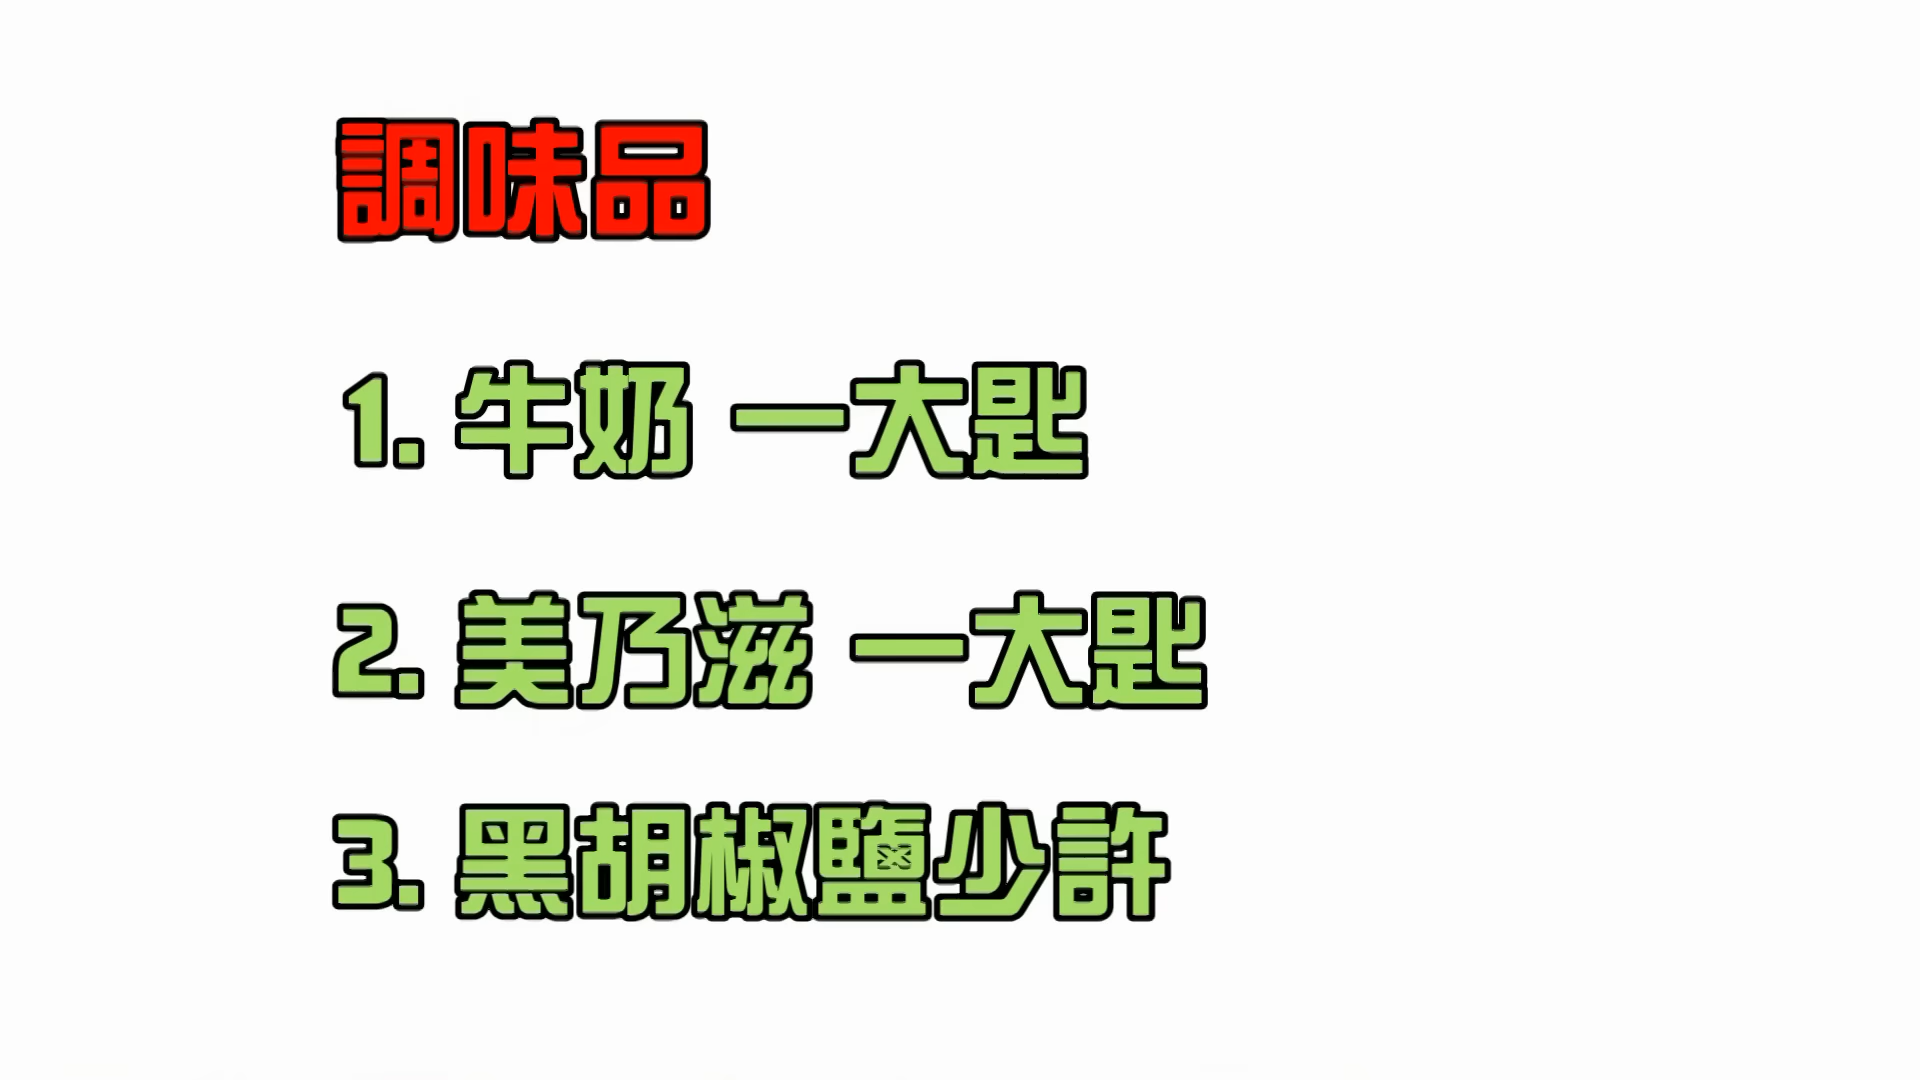 調味品
1. 牛奶 一大匙
2. 美乃滋 一大匙
3. 黑胡椒鹽少許